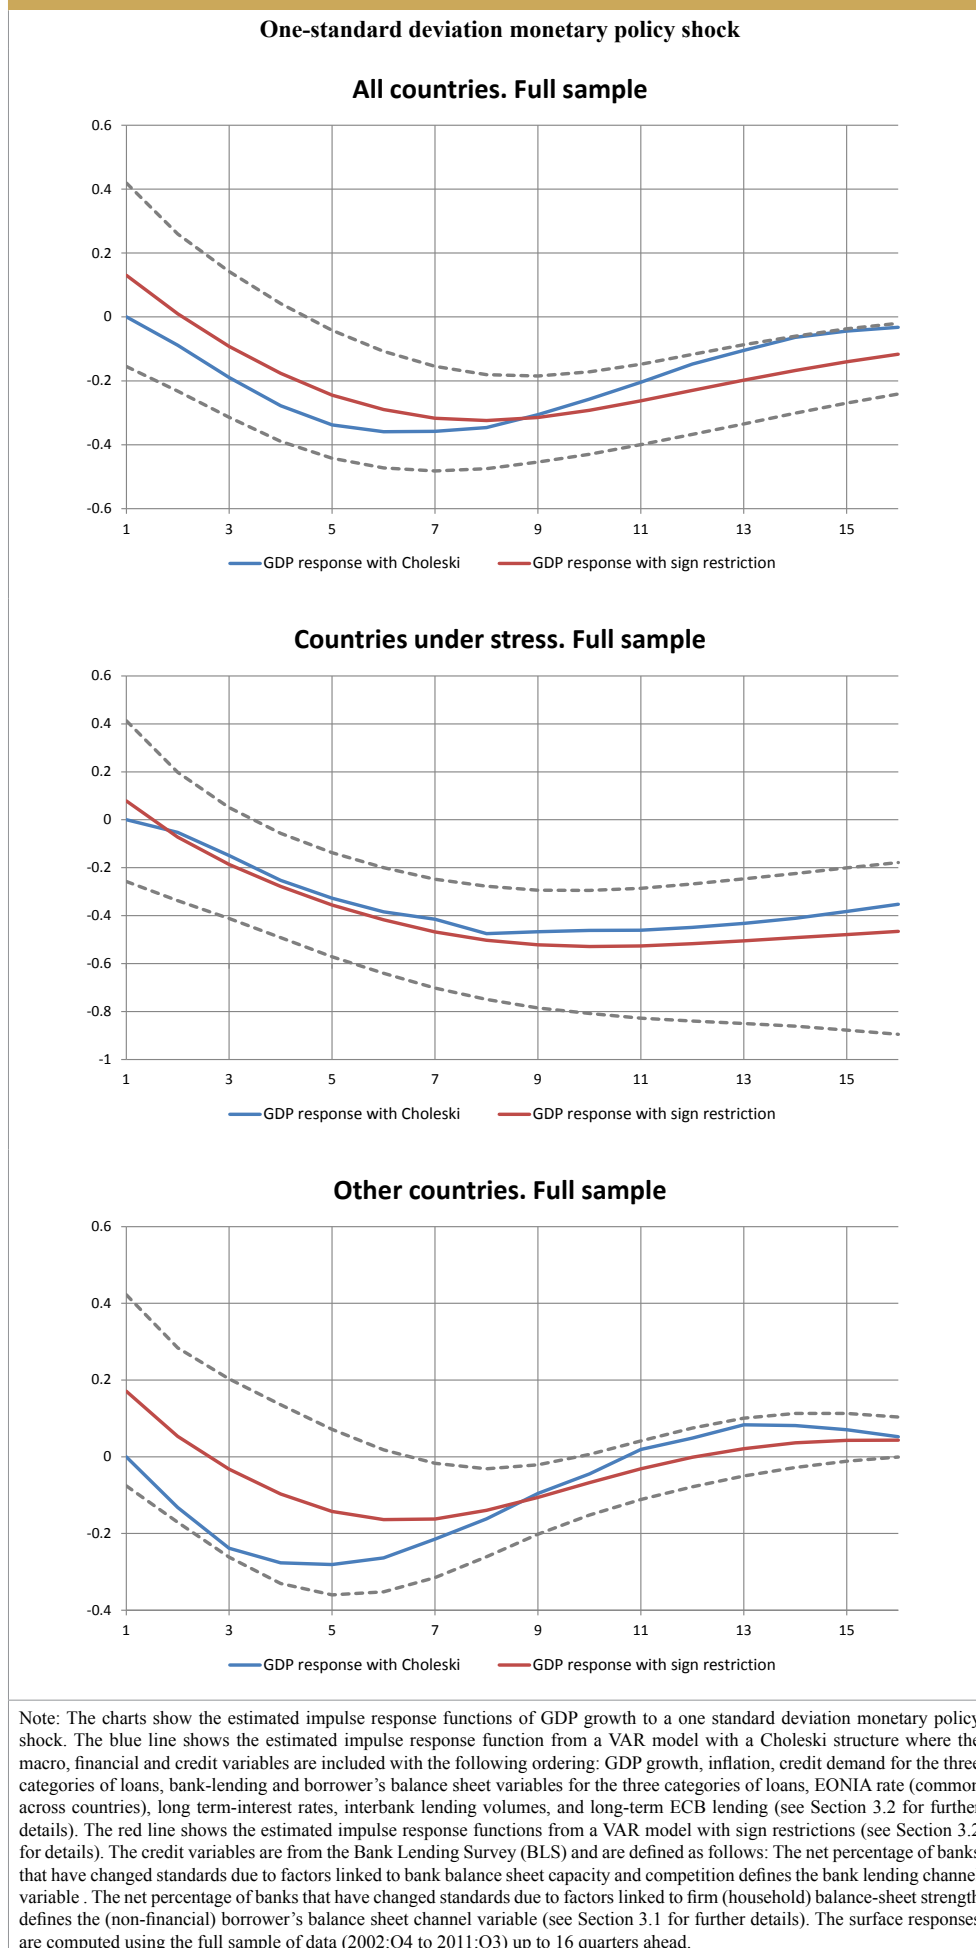 One-standard deviation monetary policy shock
All countries. Full sample
0.6
0.4
0.2
0
-0.2
-0.4
-0.6
1 3 5 7 9 11 13 15
GDP response with Choleski GDP response with sign restriction
Countries under stress. Full sample
0.6
0.4
0.2
0
-0.2
-0.4
-0.6
-0.8
-1
1 3 5 7 9 11 13 15
GDP response with Choleski GDP response with sign restriction
Other countries. Full sample
0.6
0.4
0.2
0
-0.2
-0.4
1 3 5 7 9 11 13 15
GDP response with Choleski GDP response with sign restriction
Note: The charts show the estimated impulse response functions of GDP growth to a one standard deviation monetary policy
shock. The blue line shows the estimated impulse response function from a VAR model with a Choleski structure where the
macro, financial and credit variables are included with the following ordering: GDP growth, inflation, credit demand for the three
categories of loans, bank-lending and borrower’s balance sheet variables for the three categories of loans, EONIA rate (common
across countries), long term-interest rates, interbank lending volumes, and long-term ECB lending (see Section 3.2 for further
details). The red line shows the estimated impulse response functions from a VAR model with sign restrictions (see Section 3.2
for details). The credit variables are from the Bank Lending Survey (BLS) and are defined as follows: The net percentage of banks
that have changed standards due to factors linked to bank balance sheet capacity and competition defines the bank lending channel
variable . The net percentage of banks that have changed standards due to factors linked to firm (household) balance-sheet strength
defines the (non-financial) borrower’s balance sheet channel variable (see Section 3.1 for further details). The surface responses
are computed using the full sample of data (2002:Q4 to 2011:Q3) up to 16 quarters ahead.